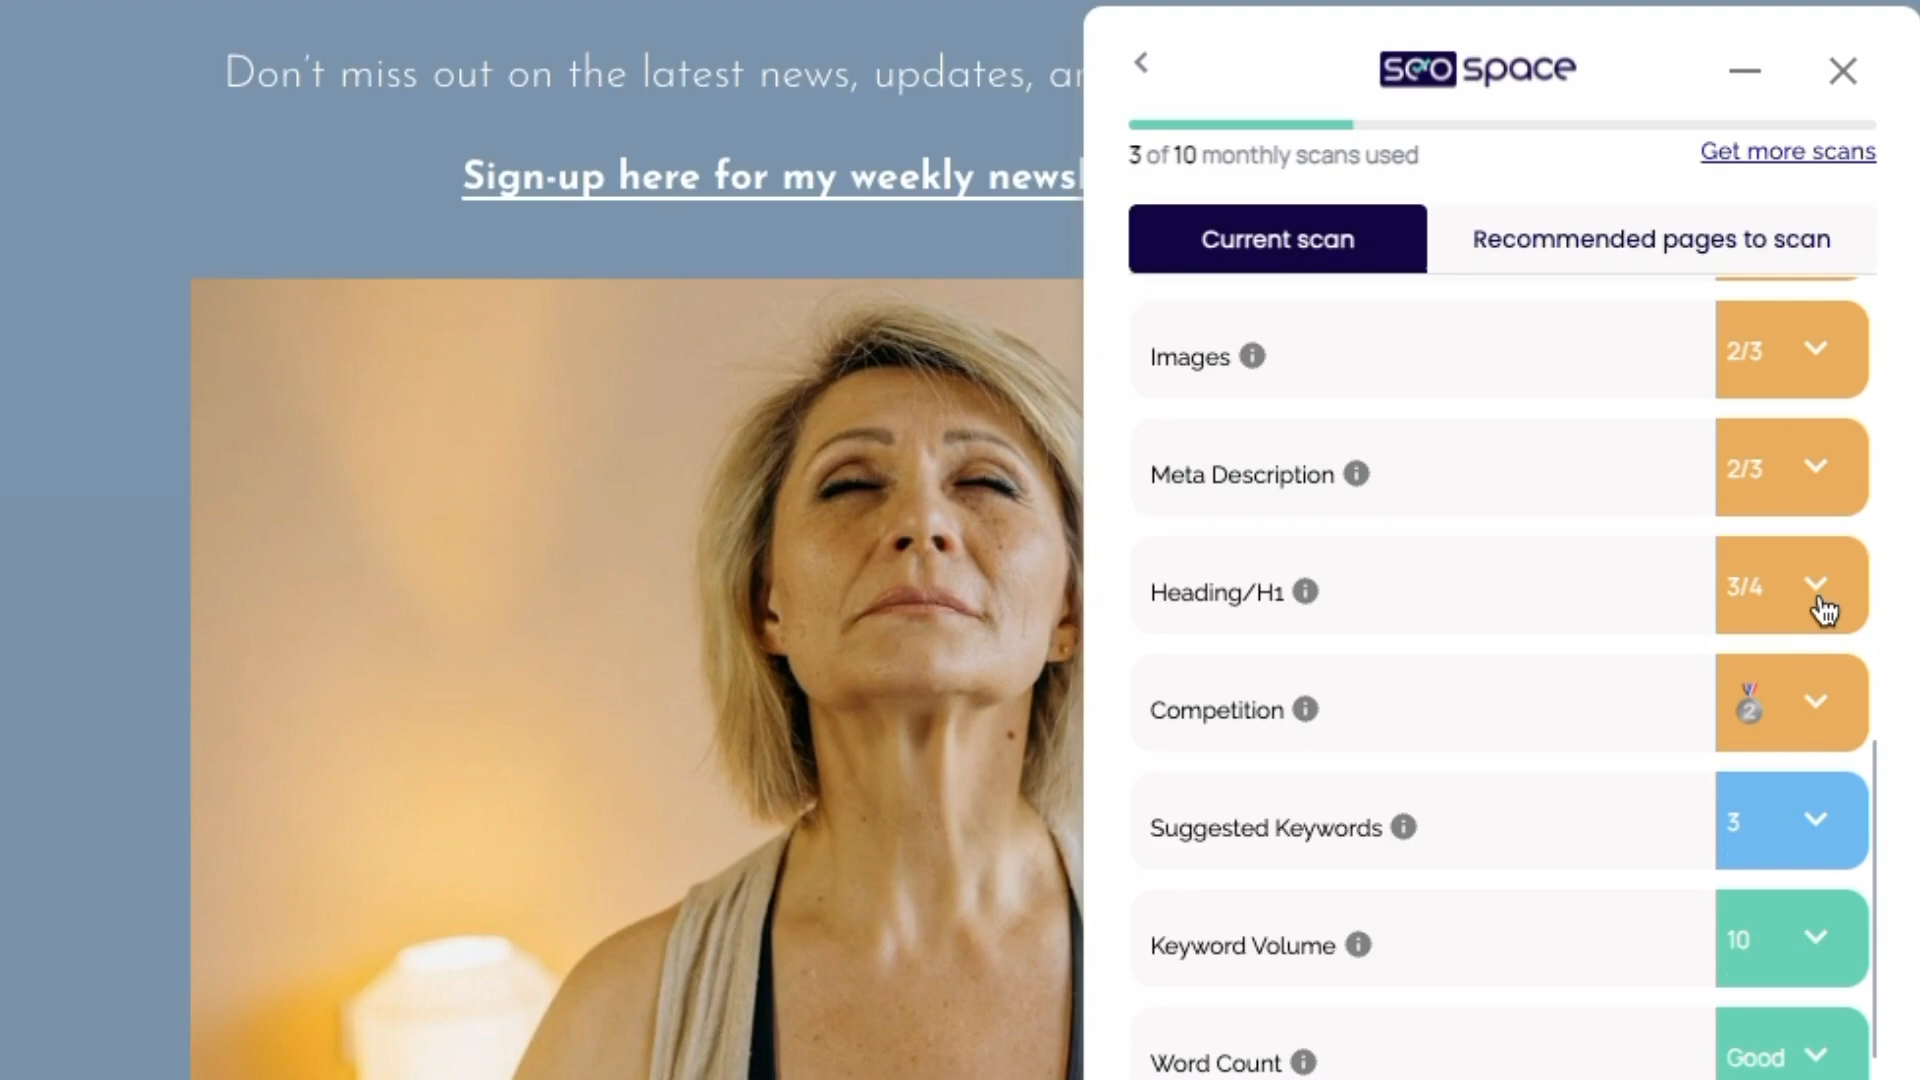 Don't miss out on the latest news, updates,
Sign-up here for my weekly
seo space
3 of 10 monthly scans used
Get more scans
Current scan
Recommended pages to scan
Images
2/3
Meta Description
2/3
Heading/H1
3/4
Competition
2
Suggested Keywords
3
Keyword Volume
10
Word Count
Good